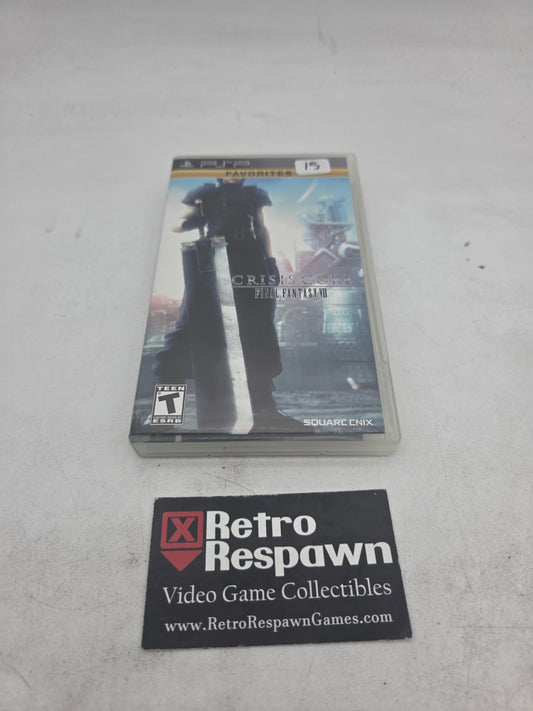 PSP
15
FAVORITES
CRISIS CORE
FINAL FANTASY VII
TEEN
T
ESRB
SQUARE ENIX
Retro
Respawn
Video Game Collectibles
www.RetroRespawnGames.com